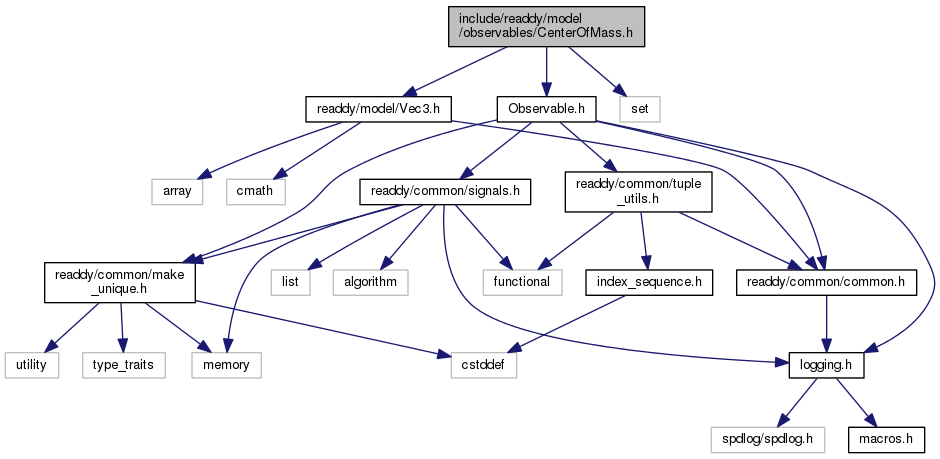 include/readdy/model
/observables/CenterOfMass.h
readdy/model/Vec3.h
Observable.h
set
array
cmath
readdy/common/signals.h
readdy/common/tuple
_utils.h
readdy/common/make
_unique.h
list
algorithm
functional
index_sequence.h
readdy/common/common.h
utility
type_traits
memory
cstddef
logging.h
spdlog/spdlog.h
macros.h